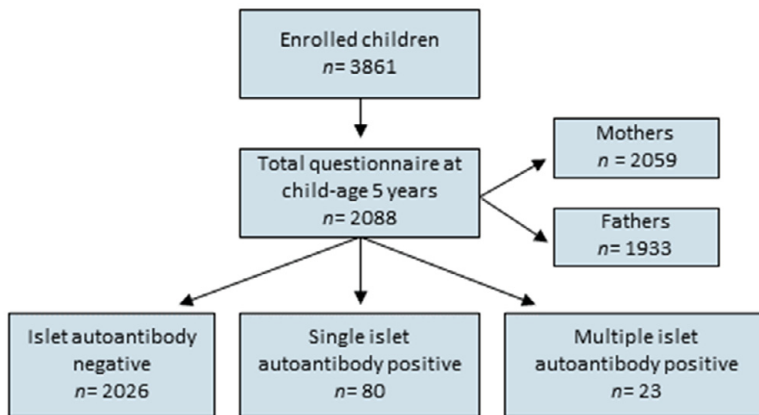 Enrolled children
n= 3861
Total questionnaire at
child-age 5 years
n= 2088
Mothers
n = 2059
Fathers
n= 1933
Islet autoantibody
negative
n= 2026
Single islet
autoantibody positive
n= 80
Multiple islet
autoantibody positive
n= 23